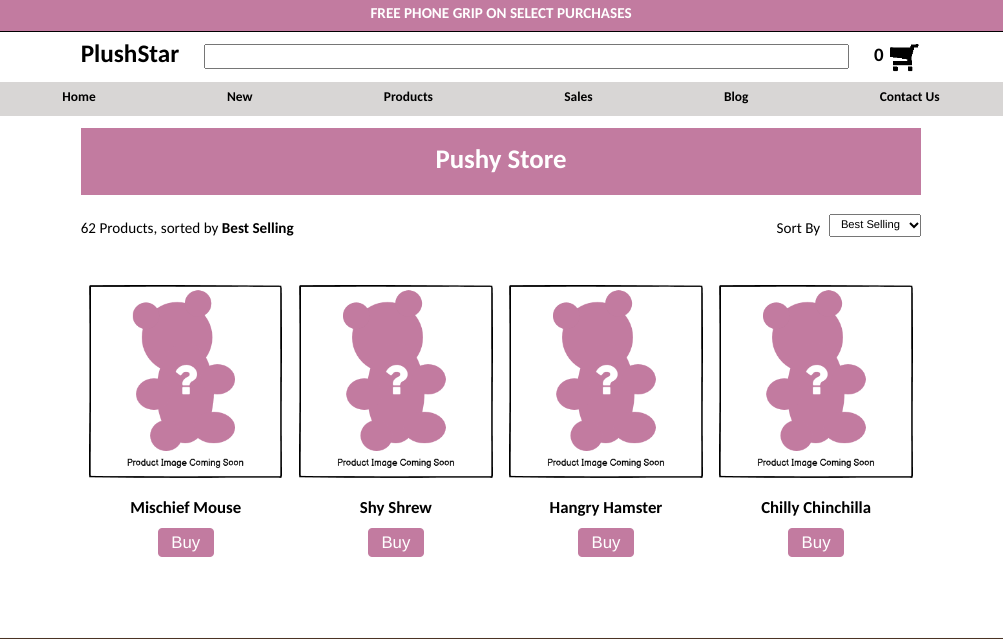 FREE PHONE GRIP ON SELECT PURCHASES
PlushStar 0
Home New Products Sales Blog Contact Us
Pushy Store
62 Products, sorted by Best Selling Sort By Best Selling
? ? ? ?
Product Image Coming Soon Product Image Coming Soon Product Image Coming Soon Product Image Coming Soon
Mischief Mouse Shy Shrew Hangry Hamster Chilly Chinchilla
Buy Buy Buy Buy